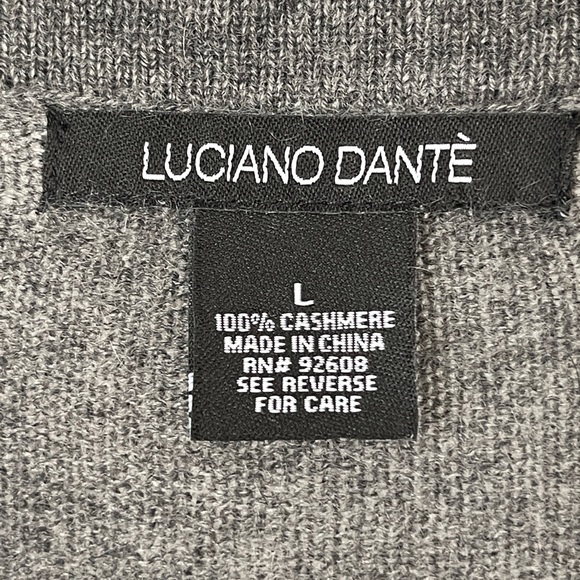 LUCIANO DANTÈ
L
100% CASHMERE
MADE IN CHINA
RN# 92608
SEE REVERSE
FOR CARE